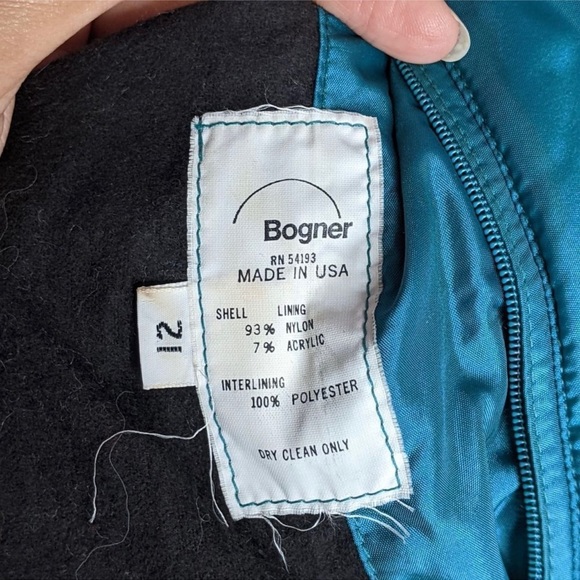 Bogner
RN 54193
MADE IN USA
SHELL LINING
93% NYLON
7% ACRYLIC
INTERLINING
100% POLYESTER
DRY CLEAN ONLY
12